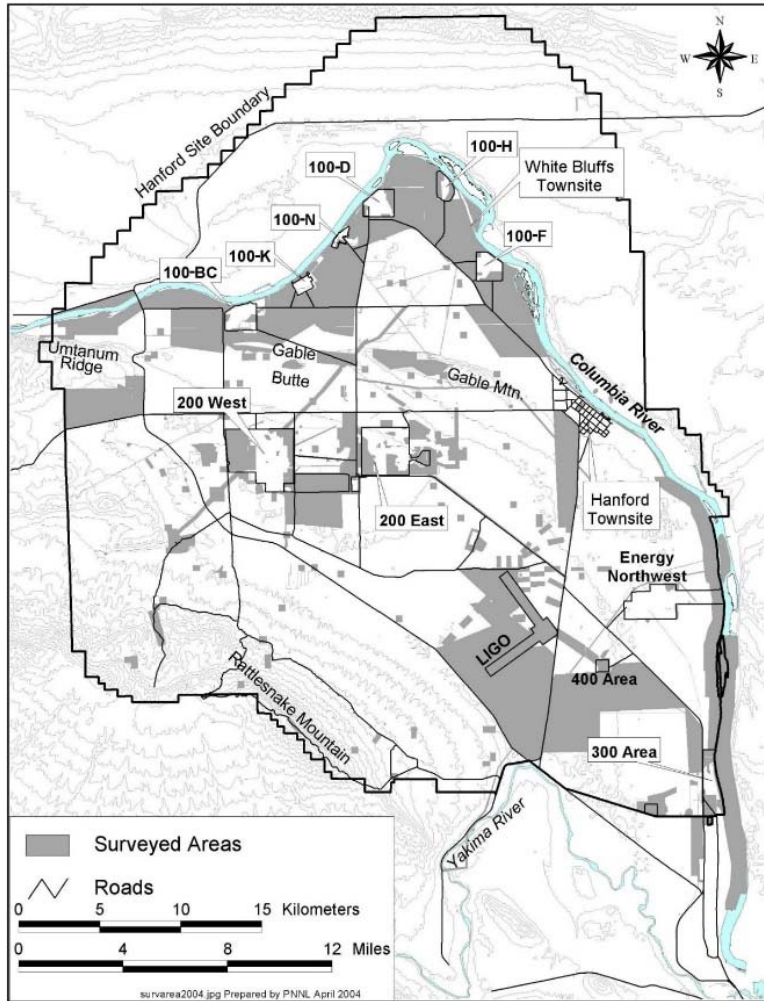 N
W E
S
Hanford Site Boundary
100-H
100-D
White Bluffs
Townsite
100-N
100-F
100-K
100-BC
Umtanum
Ridge
Gable
Butte
Gable Mtn.
Columbia River
200 West
200 East
Hanford
Townsite
Energy
Northwest
LIGO
400 Area
Rattlesnake Mountain
300 Area
Yakima River
Surveyed Areas
Roads
0 5 10 15 Kilometers
0 4 8 12 Miles
survarea2004.jpg Prepared by PNNL April 2004